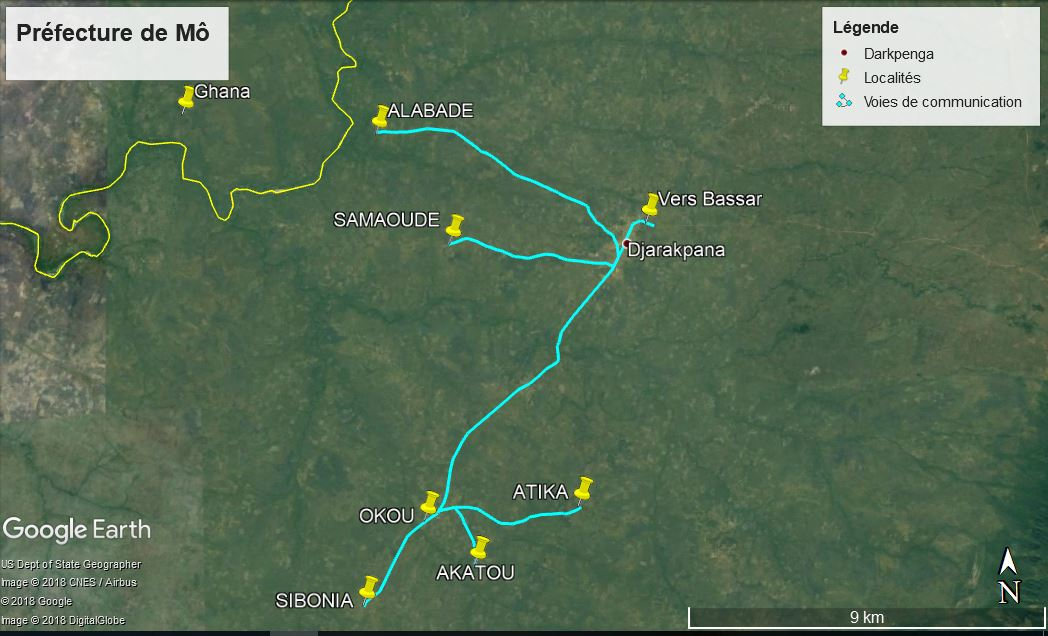 Préfecture de Mô
Légende
Darkpenga
Localités
Voies de communication
Ghana
ALABADE
Vers Bassar
SAMAOUDE
Djarakpana
ATIKA
OKOU
AKATOU
SIBONIA
Google Earth
US Dept of State Geographer
Image © 2018 CNES / Airbus
© 2018 Google
Image © 2018 DigitalGlobe
N
9 km